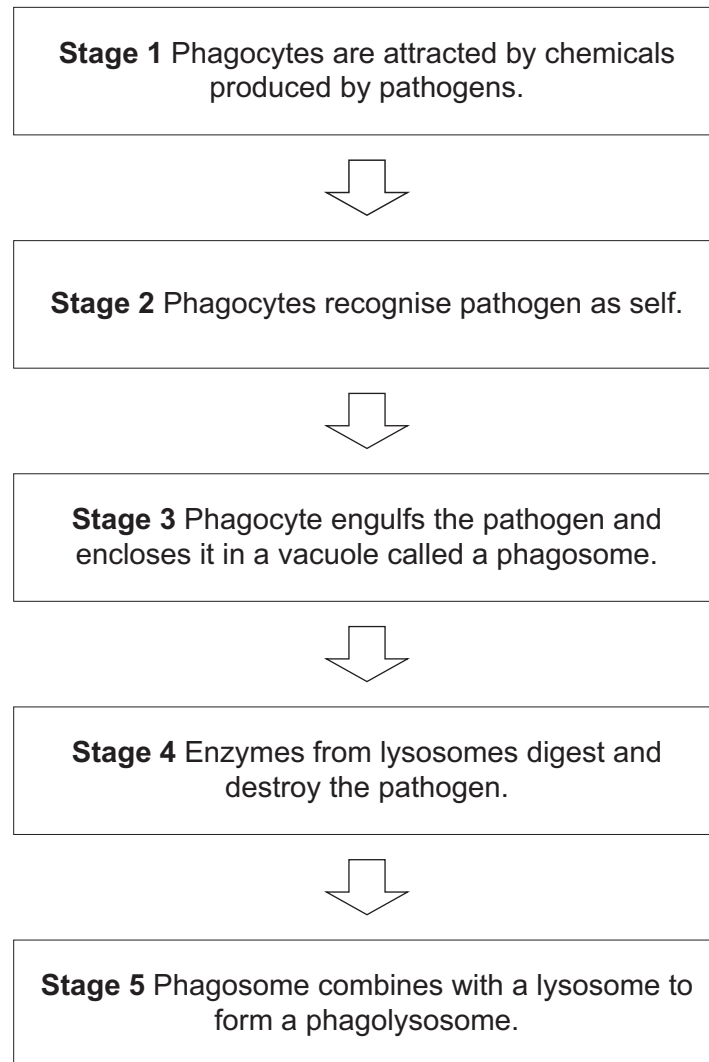 Stage 1 Phagocytes are attracted by chemicals
produced by pathogens.
Stage 2 Phagocytes recognise pathogen as self.
Stage 3 Phagocyte engulfs the pathogen and
encloses it in a vacuole called a phagosome.
Stage 4 Enzymes from lysosomes digest and
destroy the pathogen.
Stage 5 Phagosome combines with a lysosome to
form a phagolysosome.